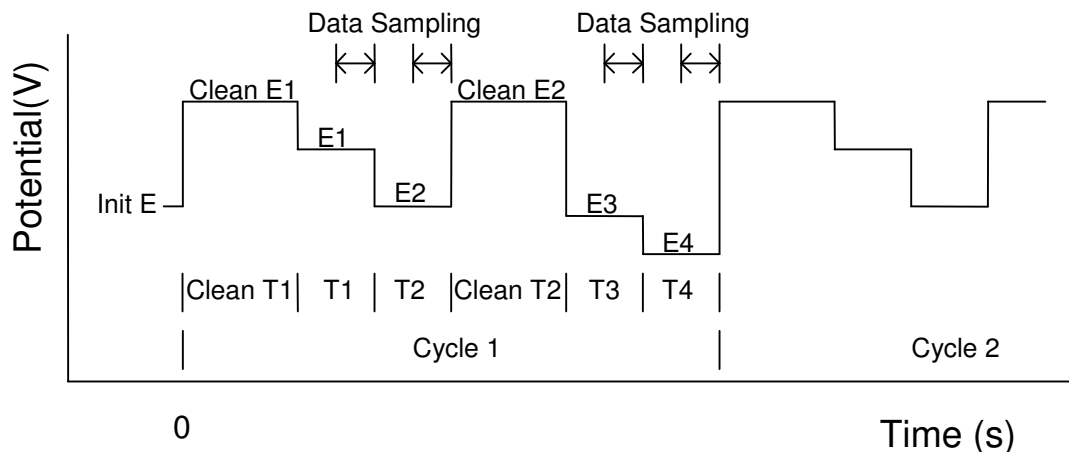 Data Sampling Data Sampling
Clean E1 Clean E2
E1
Potential(V)
Init E
E2
E3
E4
Clean T1 T1 T2 Clean T2 T3 T4
Cycle 1 Cycle 2
0
Time (s)